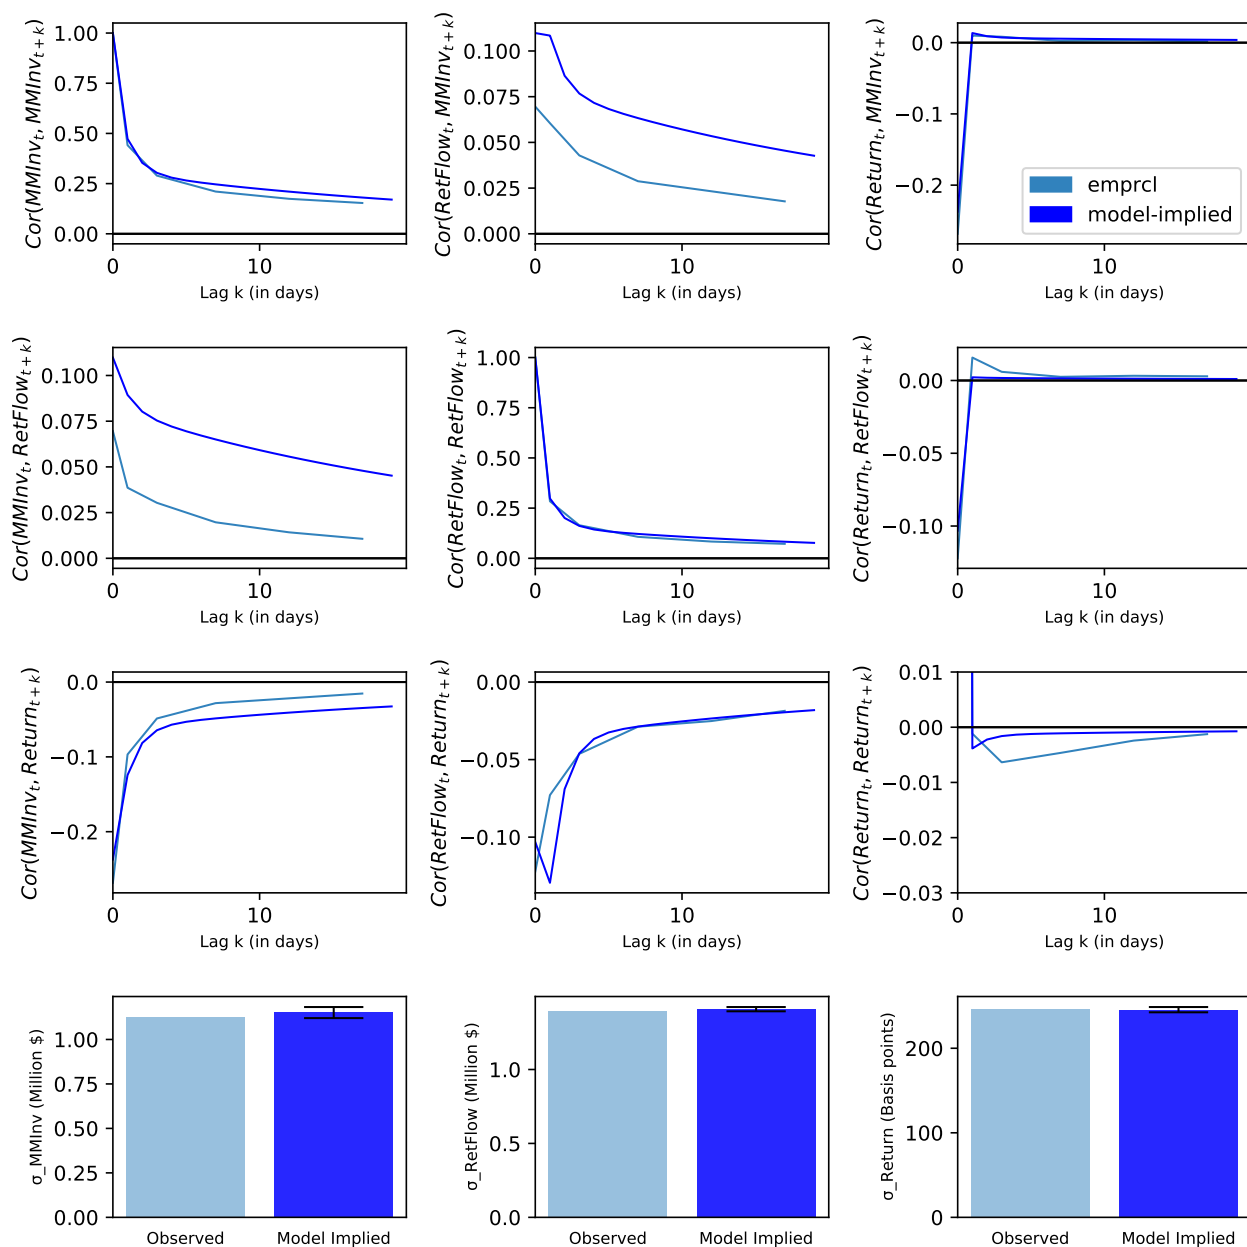 Cor(MMInv_t, MMInv_{t+k})
1.00
0.75
0.50
0.25
0.00
0
10
Lag k (in days)
Cor(RetFlow_t, MMInv_{t+k})
0.100
0.075
0.050
0.025
0.000
0
10
Lag k (in days)
Cor(Return_t, MMInv_{t+k})
0.0
−0.1
−0.2
emprcl
model-implied
0
10
Lag k (in days)
Cor(MMInv_t, RetFlow_{t+k})
0.100
0.075
0.050
0.025
0.000
0
10
Lag k (in days)
Cor(RetFlow_t, RetFlow_{t+k})
1.00
0.75
0.50
0.25
0.00
0
10
Lag k (in days)
Cor(Return_t, RetFlow_{t+k})
0.00
−0.05
−0.10
0
10
Lag k (in days)
Cor(MMInv_t, Return_{t+k})
0.0
−0.1
−0.2
0
10
Lag k (in days)
Cor(RetFlow_t, Return_{t+k})
0.00
−0.05
−0.10
0
10
Lag k (in days)
Cor(Return_t, Return_{t+k})
0.01
0.00
−0.01
−0.02
−0.03
0
10
Lag k (in days)
σ_MMInv (Million $)
1.00
0.75
0.50
0.25
0.00
Observed
Model Implied
σ_RetFlow (Million $)
1.0
0.5
0.0
Observed
Model Implied
σ_Return (Basis points)
200
100
0
Observed
Model Implied